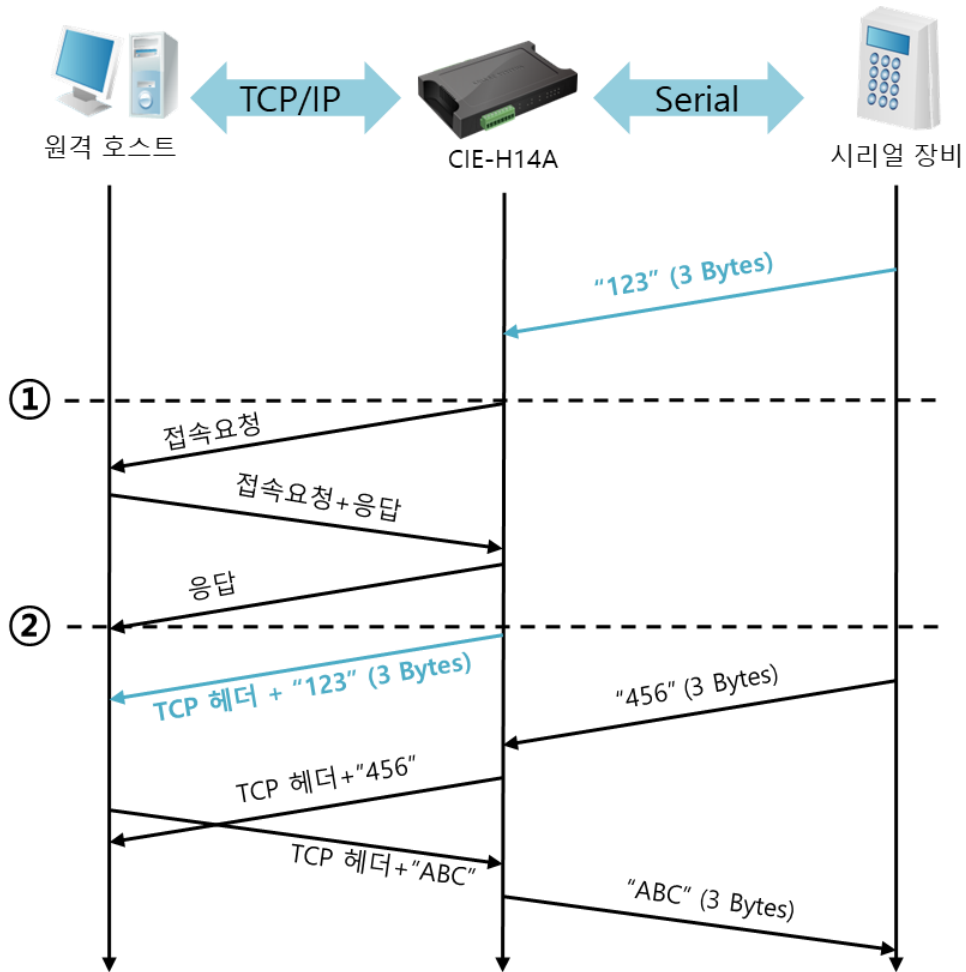 TCP/IP
Serial
원격 호스트
CIE-H14A
시리얼 장비
“123” (3 Bytes)
①
접속요청
접속요청+응답
응답
②
TCP 헤더 + “123” (3 Bytes)
“456” (3 Bytes)
TCP 헤더+”456”
TCP 헤더+”ABC”
“ABC” (3 Bytes)